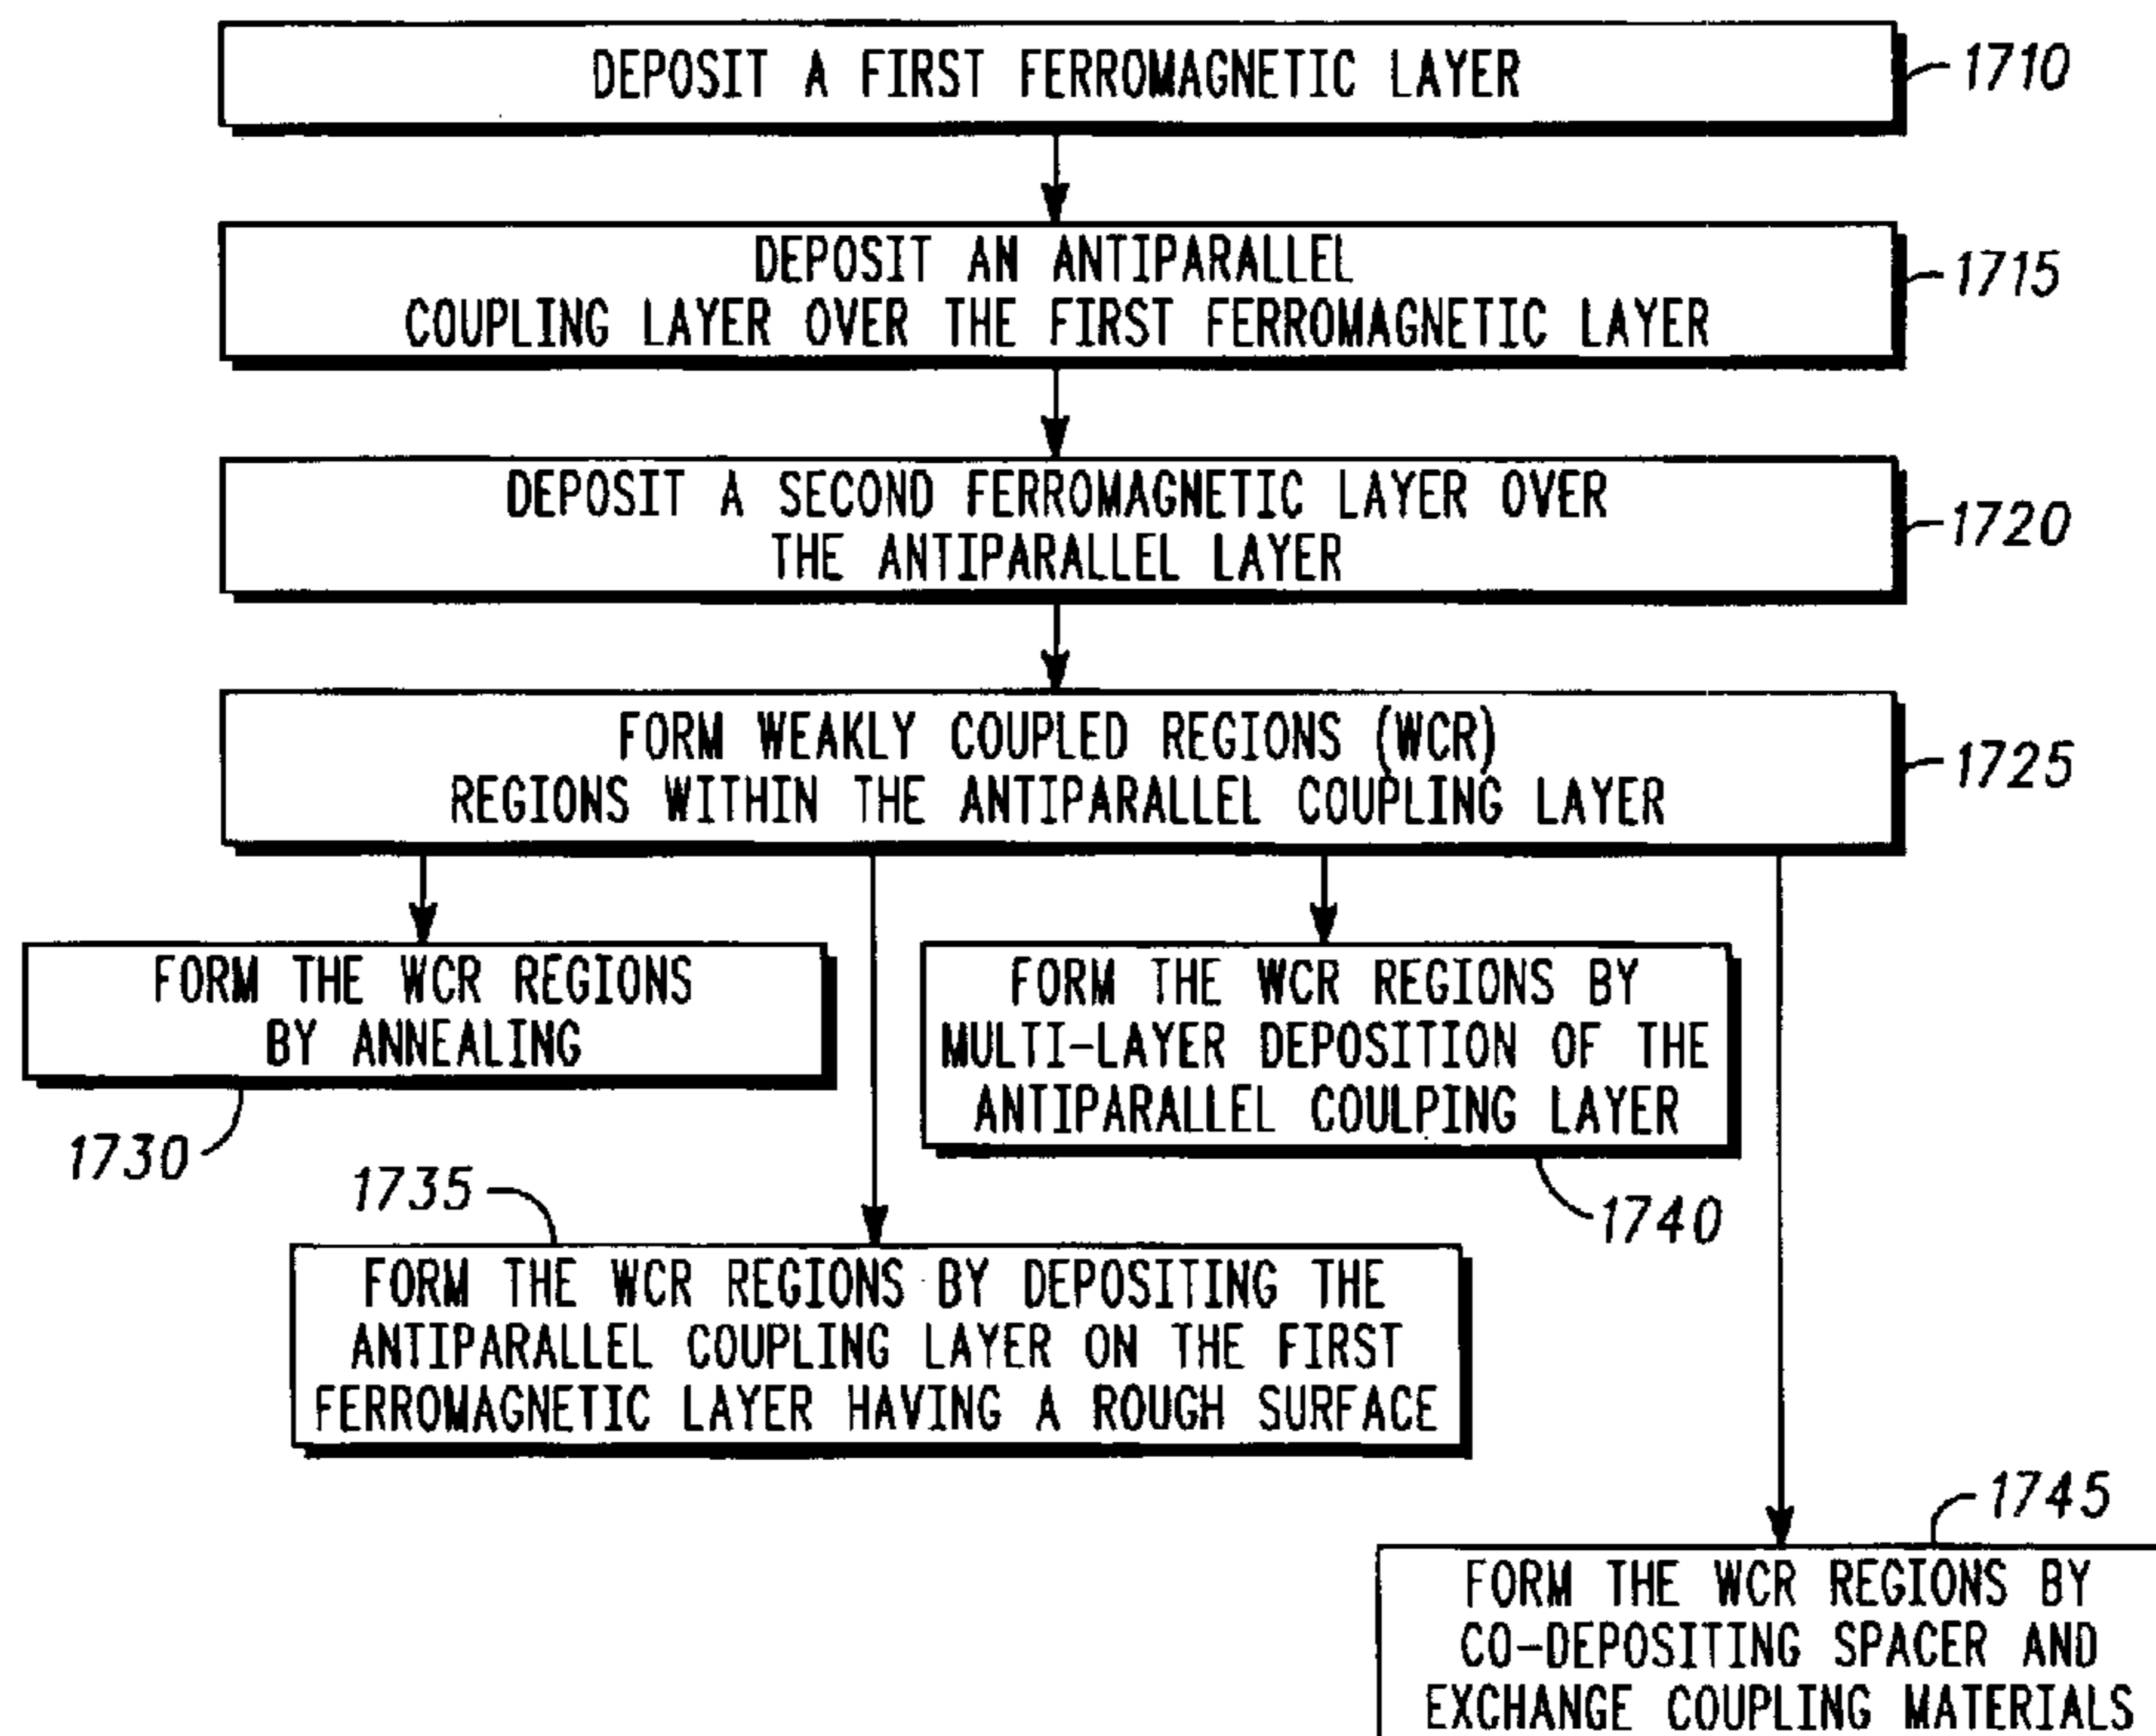 DEPOSIT A FIRST FERROMAGNETIC LAYER
1710
DEPOSIT AN ANTIPARALLEL
COUPLING LAYER OVER THE FIRST FERROMAGNETIC LAYER
1715
DEPOSIT A SECOND FERROMAGNETIC LAYER OVER
THE ANTIPARALLEL LAYER
1720
FORM WEAKLY COUPLED REGIONS (WCR)
REGIONS WITHIN THE ANTIPARALLEL COUPLING LAYER
1725
FORM THE WCR REGIONS
BY ANNEALING
1730
FORM THE WCR REGIONS BY
MULTI-LAYER DEPOSITION OF THE
ANTIPARALLEL COULPING LAYER
1740
1735
FORM THE WCR REGIONS BY DEPOSITING THE
ANTIPARALLEL COUPLING LAYER ON THE FIRST
FERROMAGNETIC LAYER HAVING A ROUGH SURFACE
1745
FORM THE WCR REGIONS BY
CO-DEPOSITING SPACER AND
EXCHANGE COUPLING MATERIALS